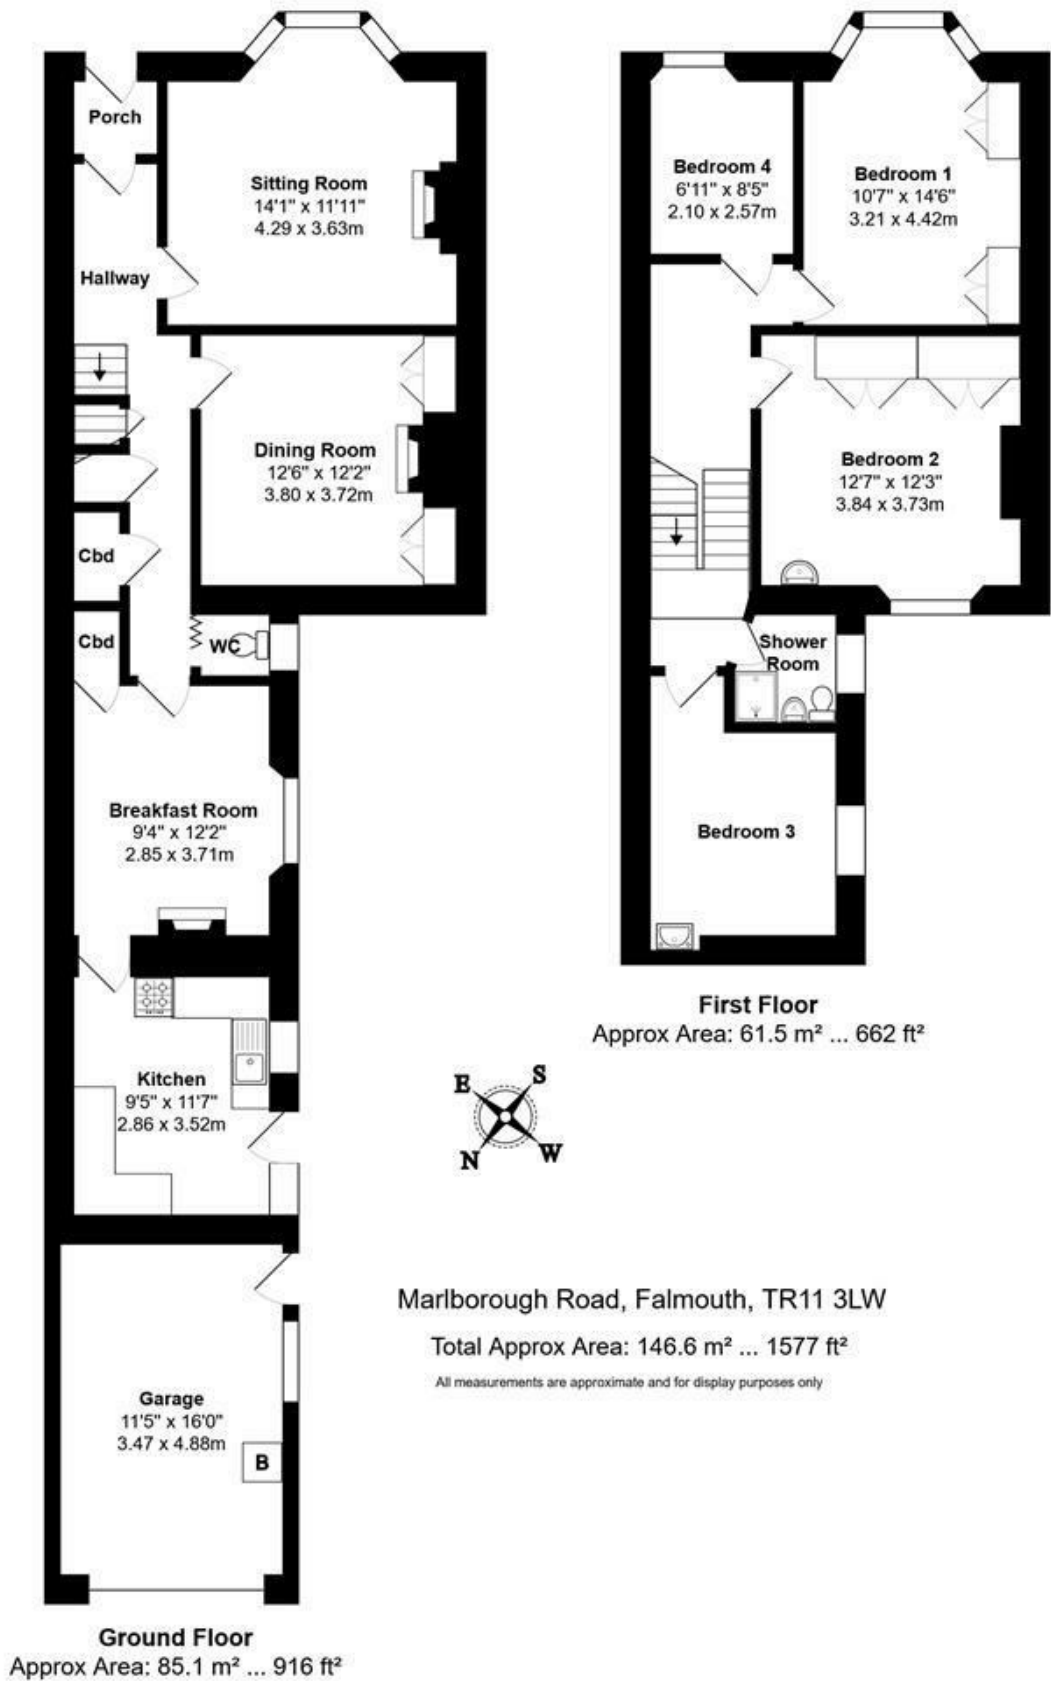 Porch
Sitting Room
14'1" x 11'11"
4.29 x 3.63m
Hallway
Dining Room
12'6" x 12'2"
3.80 x 3.72m
Cbd
Cbd
WC
Breakfast Room
9'4" x 12'2"
2.85 x 3.71m
Kitchen
9'5" x 11'7"
2.86 x 3.52m
Garage
11'5" x 16'0"
3.47 x 4.88m
B
Ground Floor
Approx Area: 85.1 m² ... 916 ft²
Bedroom 4
6'11" x 8'5"
2.10 x 2.57m
Bedroom 1
10'7" x 14'6"
3.21 x 4.42m
Bedroom 2
12'7" x 12'3"
3.84 x 3.73m
Shower
Room
Bedroom 3
First Floor
Approx Area: 61.5 m² ... 662 ft²
E S
N W
Marlborough Road, Falmouth, TR11 3LW
Total Approx Area: 146.6 m² ... 1577 ft²
All measurements are approximate and for display purposes only